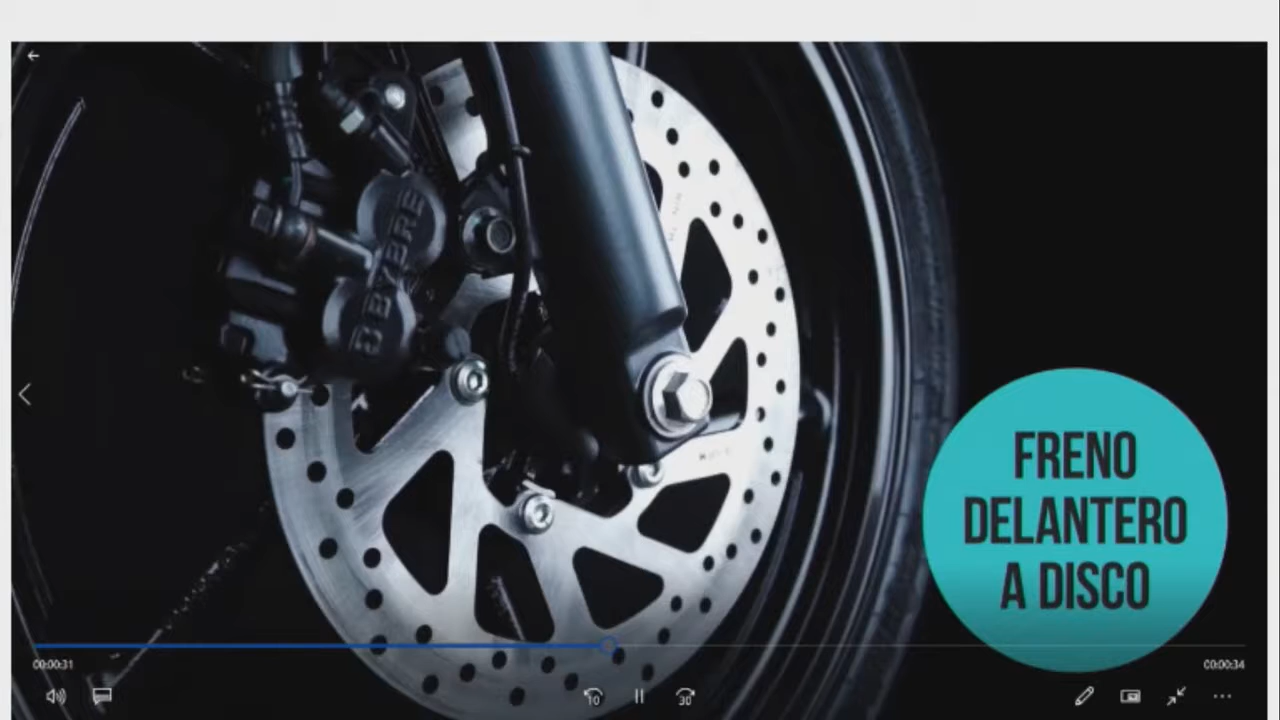 BYBRE
FRENO
DELANTERO
A DISCO
00:00:31
00:00:34
10
30